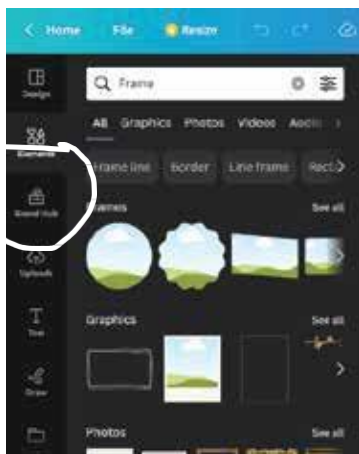 Home File Resize
Design
Frame
All Graphics Photos Videos
Elements
Frame line Border Line frame
Brand Hub
Frames See all
Uploads
Graphics See all
Text
Draw
Photos See all